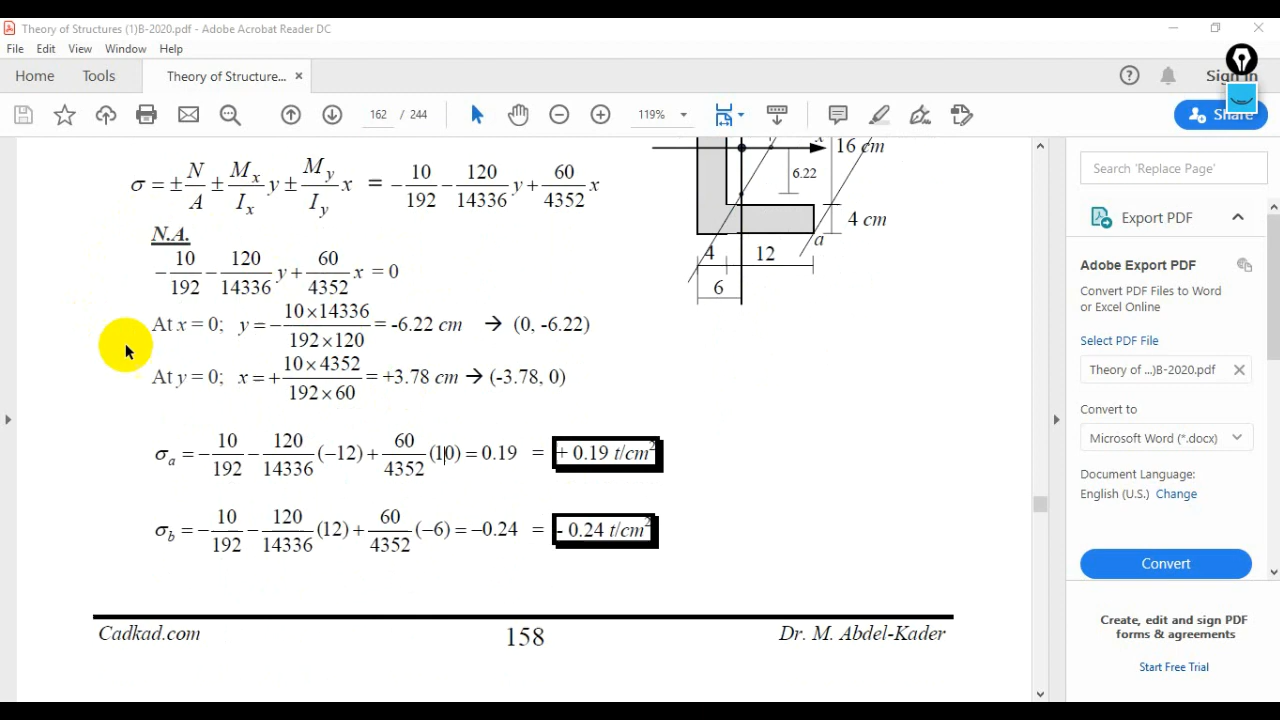 Theory of Structures (1)B-2020.pdf - Adobe Acrobat Reader DC
File Edit View Window Help
Home Tools Theory of Structure... × Sign In
162 / 244 119% Share
σ = ± N/A ± Mx/Ix y ± My/Iy x = − 10/192 − 120/14336 y + 60/4352 x
N.A.
− 10/192 − 120/14336 y + 60/4352 x = 0
At x = 0; y = − 10×14336/192×120 = -6.22 cm → (0, -6.22)
At y = 0; x = + 10×4352/192×60 = +3.78 cm → (-3.78, 0)
σa = − 10/192 − 120/14336 (−12) + 60/4352 (10) = 0.19 = + 0.19 t/cm²
σb = − 10/192 − 120/14336 (12) + 60/4352 (−6) = −0.24 = - 0.24 t/cm²
16 cm
6.22
4 cm
a
4 12
6
Cadkad.com 158 Dr. M. Abdel-Kader
Search 'Replace Page'
Export PDF
Adobe Export PDF
Convert PDF Files to Word
or Excel Online
Select PDF File
Theory of ...)B-2020.pdf ×
Convert to
Microsoft Word (*.docx)
Document Language:
English (U.S.) Change
Convert
Create, edit and sign PDF
forms & agreements
Start Free Trial